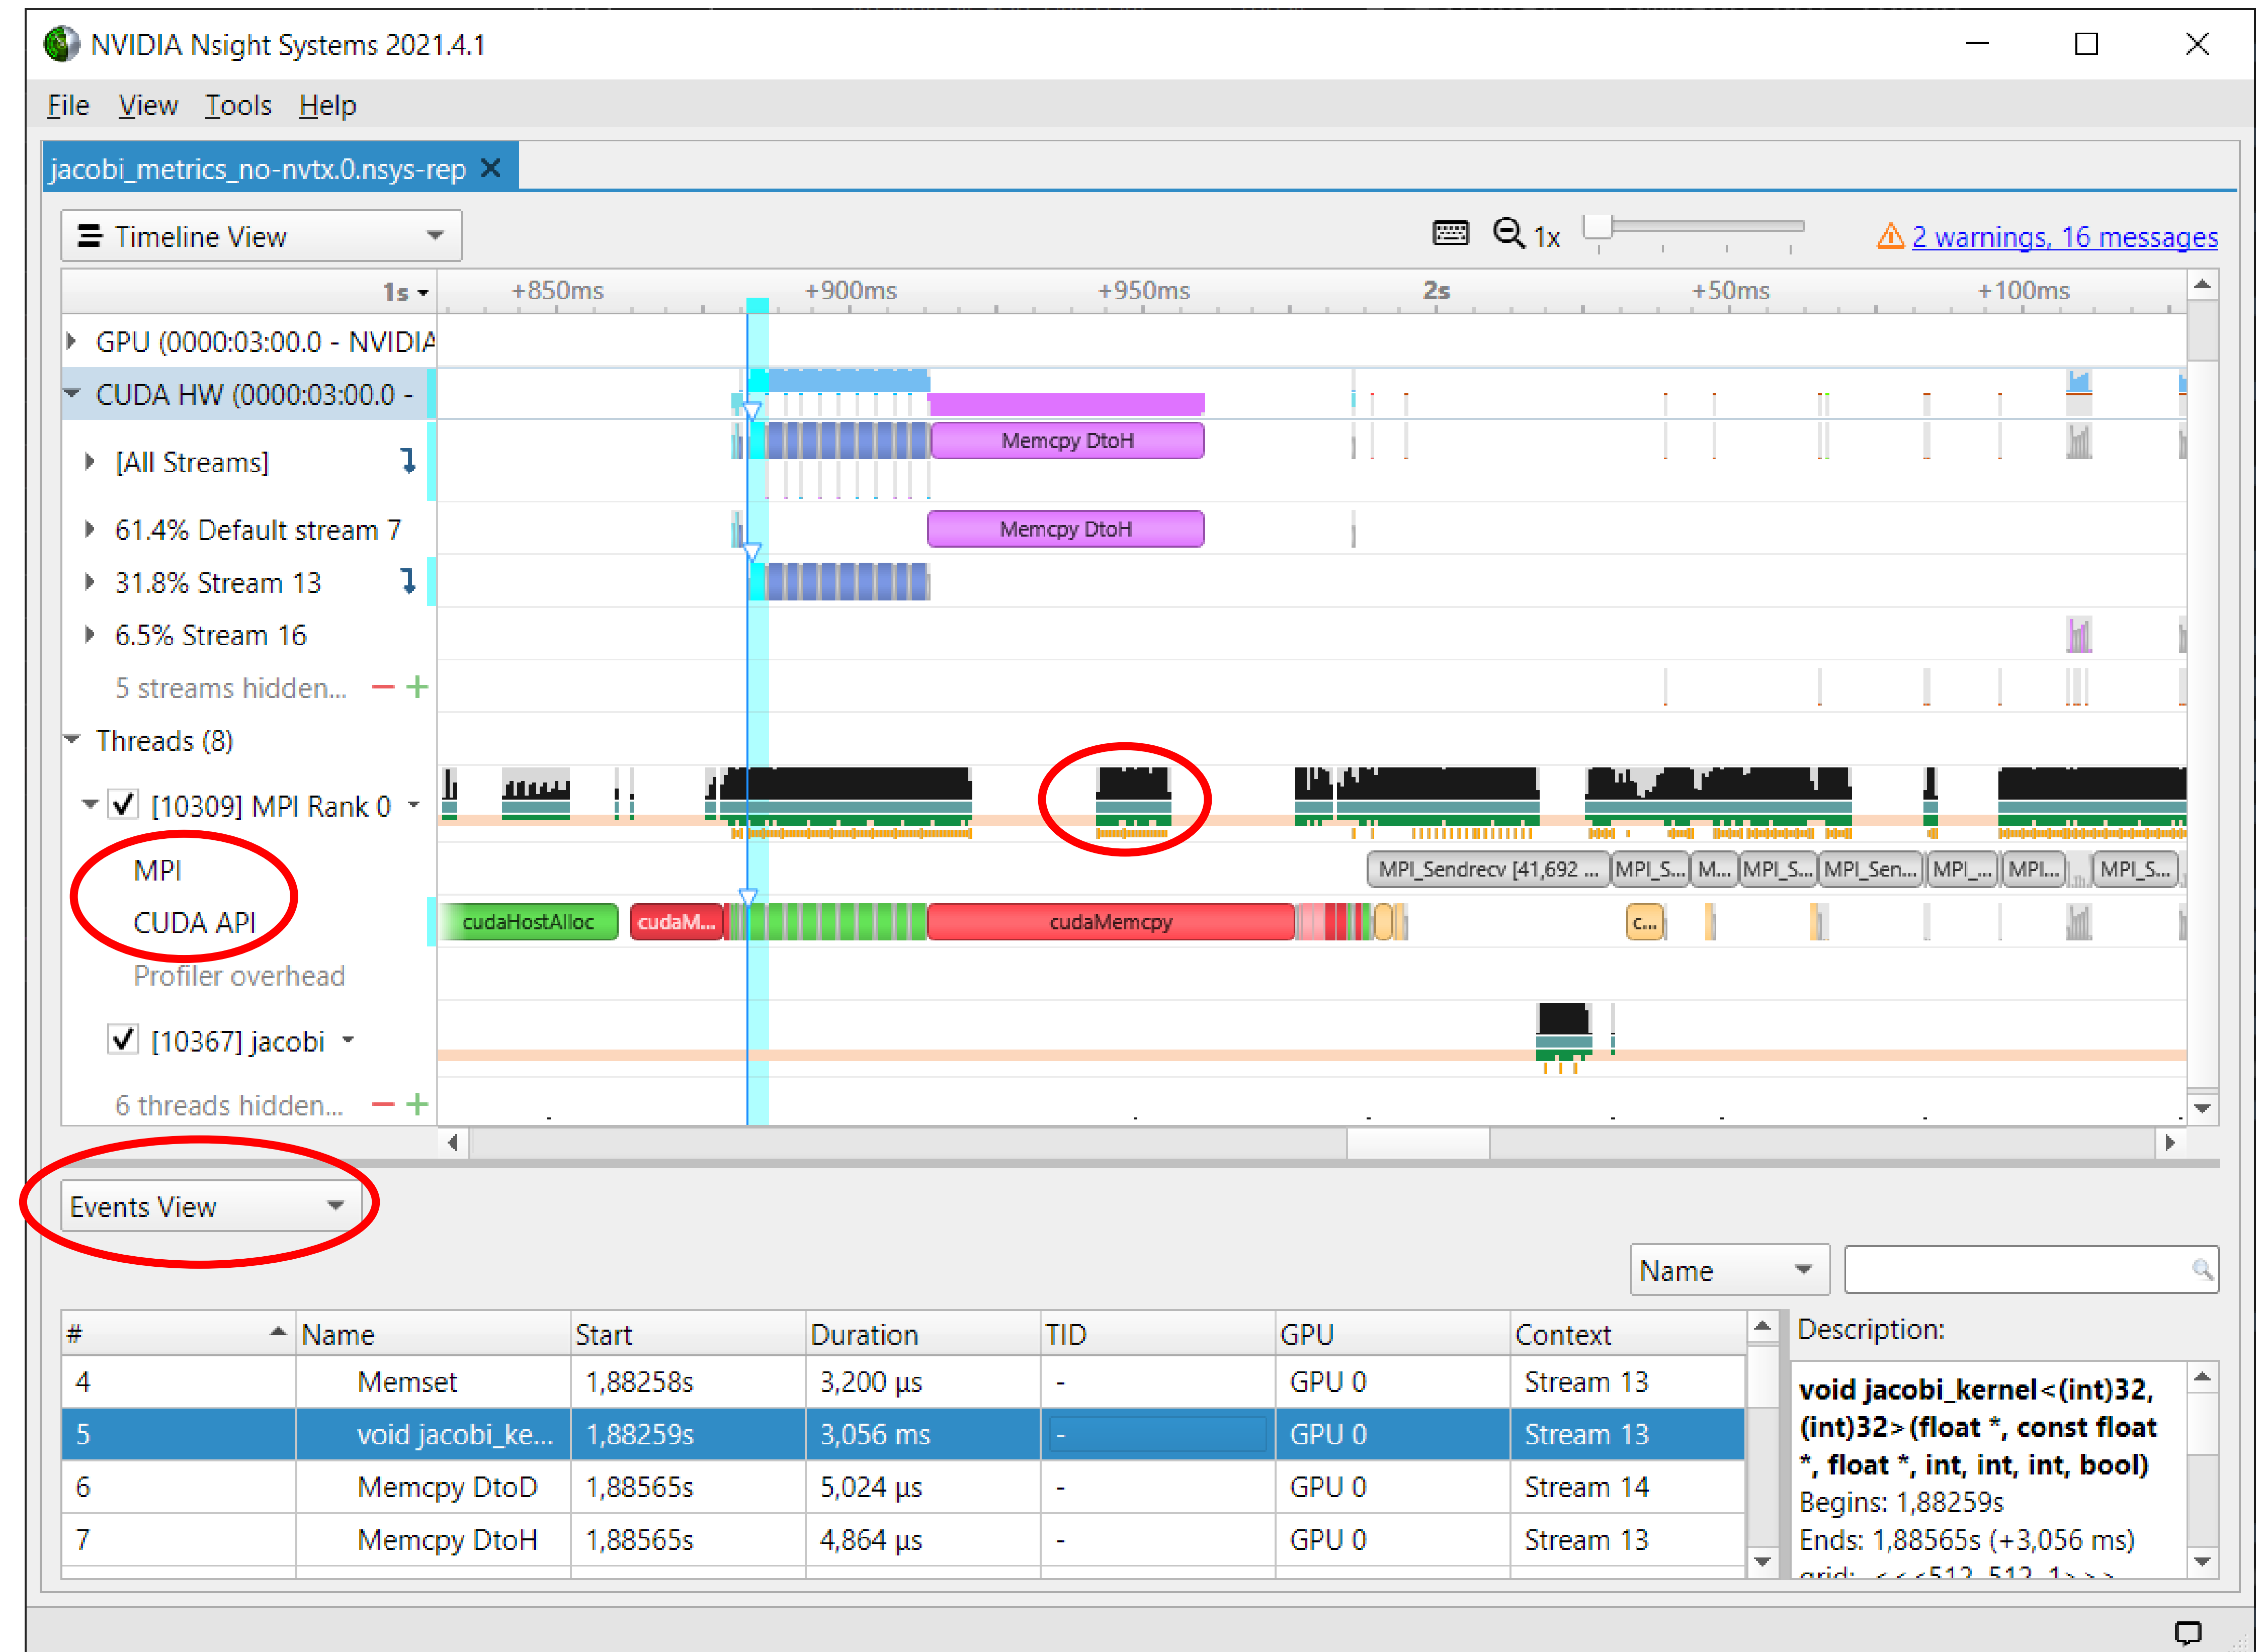 NVIDIA Nsight Systems 2021.4.1
File View Tools Help
jacobi_metrics_no-nvtx.0.nsys-rep
Timeline View
1x
2 warnings, 16 messages
1s +850ms +900ms +950ms 2s +50ms +100ms
GPU (0000:03:00.0 - NVIDIA
CUDA HW (0000:03:00.0 -
[All Streams] Memcpy DtoH
61.4% Default stream 7 Memcpy DtoH
31.8% Stream 13
6.5% Stream 16
5 streams hidden... − +
Threads (8)
[10309] MPI Rank 0
MPI MPI_Sendrecv [41,692 ... MPI_S... M... MPI_S... MPI_Sen... MPI_... MPI... MPI_S...
CUDA API cudaHostAlloc cudaM... cudaMemcpy c...
Profiler overhead
[10367] jacobi
6 threads hidden... − +
Events View
Name
# Name Start Duration TID GPU Context
4 Memset 1,88258s 3,200 μs - GPU 0 Stream 13
5 void jacobi_ke... 1,88259s 3,056 ms - GPU 0 Stream 13
6 Memcpy DtoD 1,88565s 5,024 μs - GPU 0 Stream 14
7 Memcpy DtoH 1,88565s 4,864 μs - GPU 0 Stream 13
Description:
void jacobi_kernel<(int)32,
(int)32>(float *, const float
*, float *, int, int, int, bool)
Begins: 1,88259s
Ends: 1,88565s (+3,056 ms)
grid: <<<512, 512, 1>>>